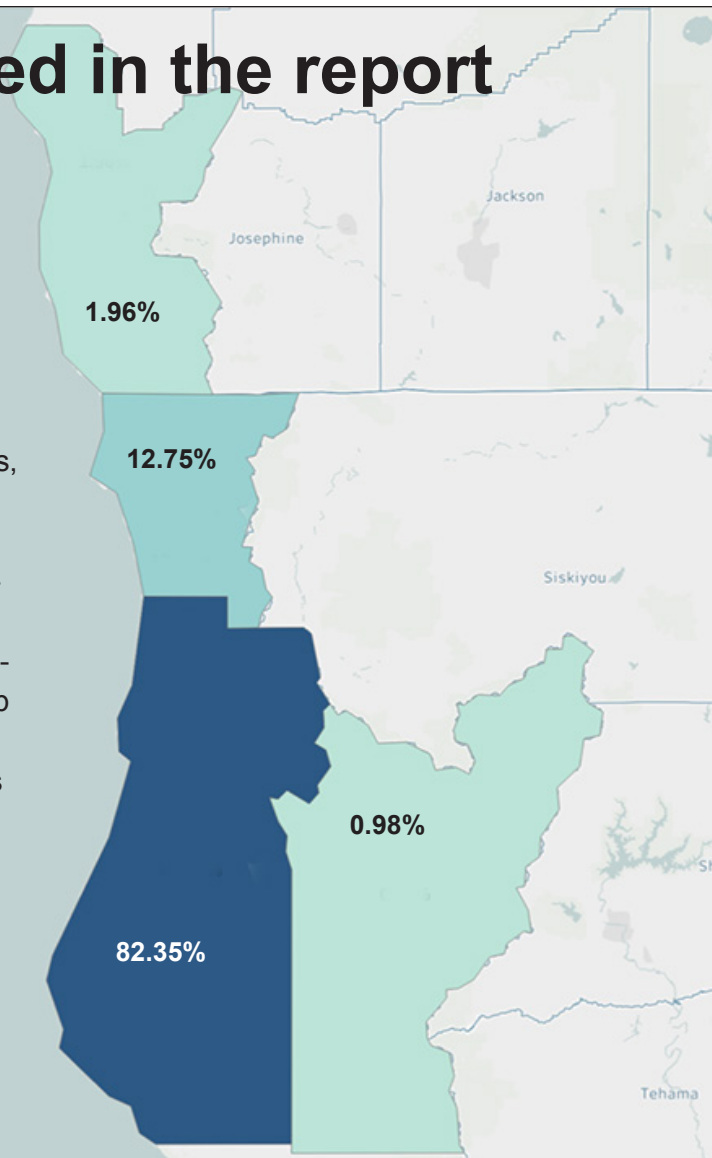 ed in the report
Jackson
Josephine
1.96%
s,
12.75%
Siskiyou
-
0.98%
s
82.35%
Tehama